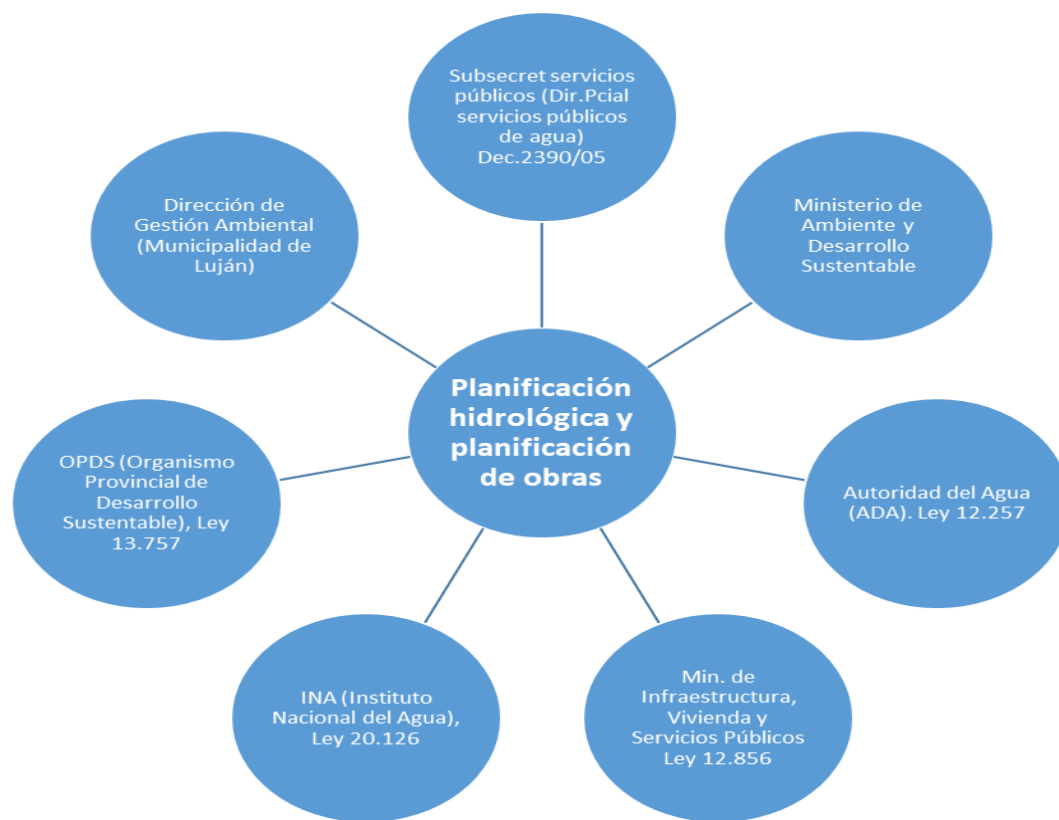 Subsecret servicios
públicos (Dir.Pcial
servicios públicos
de agua)
Dec.2390/05
Ministerio de
Ambiente y
Desarrollo
Sustentable
Autoridad del Agua
(ADA). Ley 12.257
Min. de
Infraestructura,
Vivienda y
Servicios Públicos
Ley 12.856
INA (Instituto
Nacional del Agua),
Ley 20.126
OPDS (Organismo
Provincial de
Desarrollo
Sustentable), Ley
13.757
Dirección de
Gestión Ambiental
(Municipalidad de
Luján)
Planificación
hidrológica y
planificación
de obras